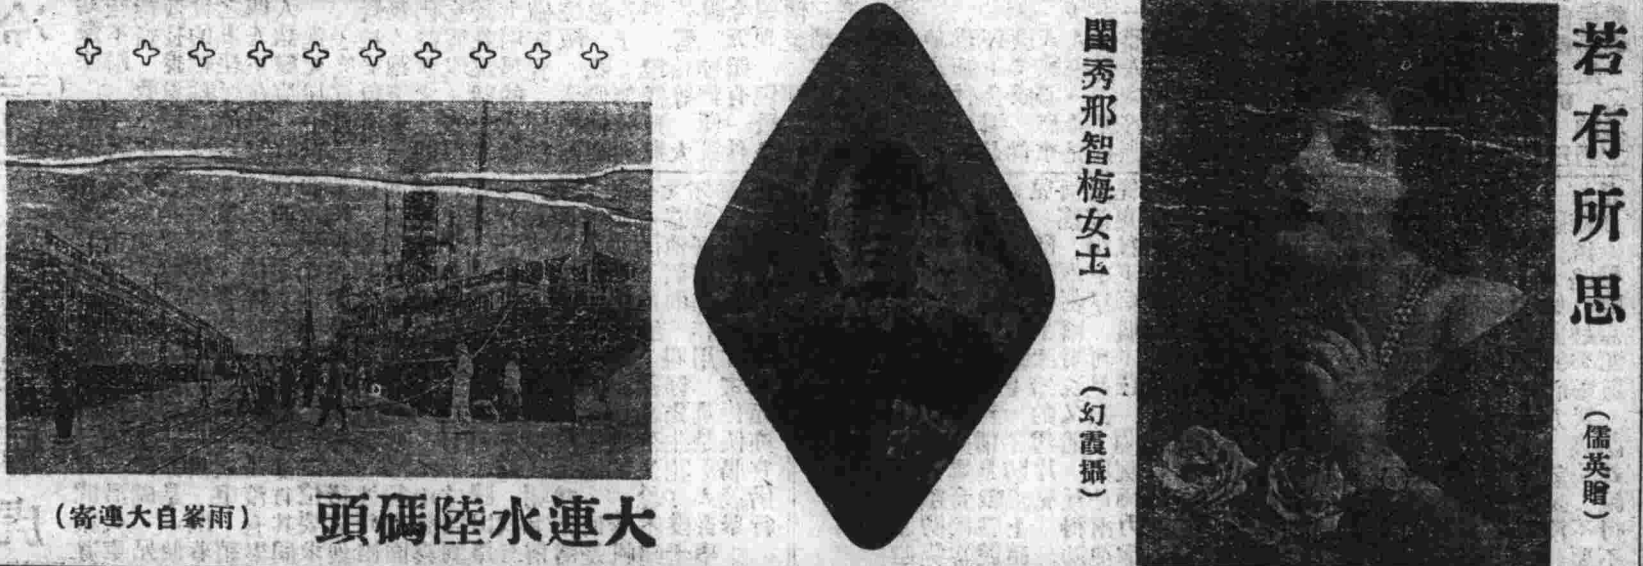 若有所思
（儒英贈）
閨秀邢智梅女士
（幻霞攝）
大連水陸碼頭
（雨峯自大連寄）